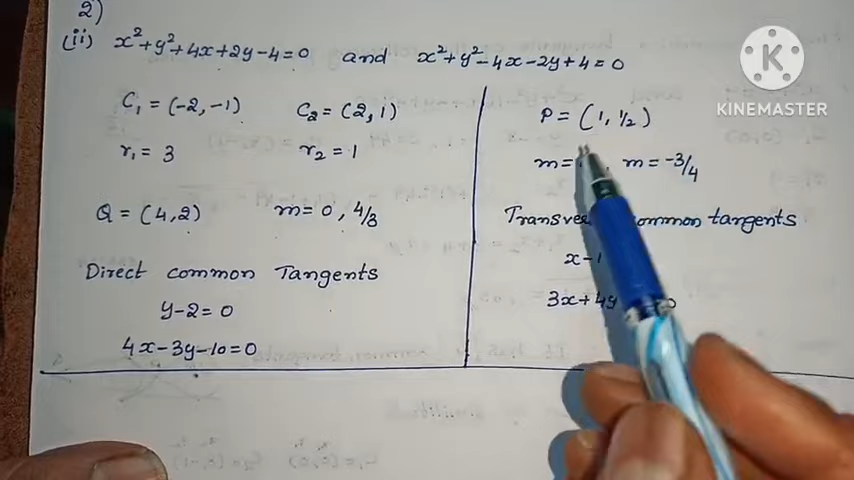 2)
(ii) x²+y²+4x+2y-4=0 and x²+y²-4x-2y+4=0
C₁ = (-2,-1) C₂ = (2,1)
r₁ = 3 r₂ = 1
Q = (4,2) m=0, 4/3
Direct common Tangents
y-2=0
4x-3y-10=0
P = (1, 1/2)
m= , m= -3/4
common tangents
x-1
3x+4y 0
KINEMASTER